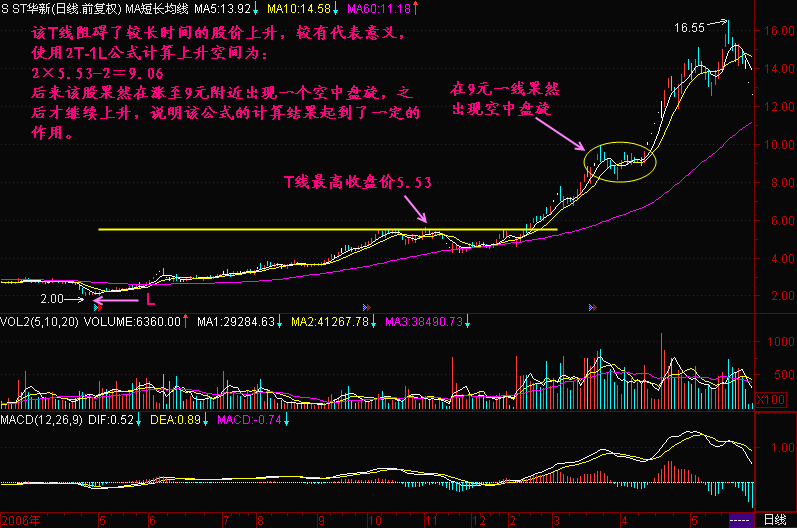 S ST华新(日线.前复权) MA短长均线 MA5:13.92↓ MA10:14.58↓ MA60:11.18↑
该T线阻碍了较长时间的股价上升，较有代表意义，
使用2T-1L公式计算上升空间为：
2×5.53-2＝9.06
后来该股果然在涨至9元附近出现一个空中盘旋，之
后才继续上升，说明该公式的计算结果起到了一定的
作用。
16.55
在9元一线果然
出现空中盘旋
T线最高收盘价5.53
2.00
L
16.00
14.00
12.00
10.00
8.00
6.00
4.00
2.00
VOL2(5,10,20) VOLUME:6360.00↑ MA1:29284.63↓ MA2:41267.78↓ MA3:38490.73↓
1000
500
X100
MACD(12,26,9) DIF:0.52↓ DEA:0.89↓ MACD:-0.74↓
1.00
2006年 5 6 7 8 9 10 11 12 2 3 4 5 日线